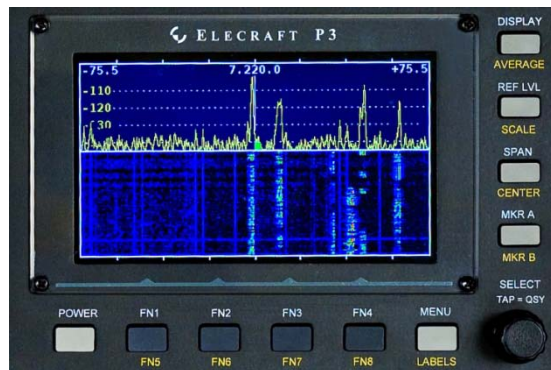 ELECRAFT P3
DISPLAY
AVERAGE
-75.5 7.220.0 +75.5
-110
-120
30
REF LVL
SCALE
SPAN
CENTER
MKR A
MKR B
SELECT
TAP = QSY
POWER FN1 FN2 FN3 FN4 MENU
FN5 FN6 FN7 FN8 LABELS